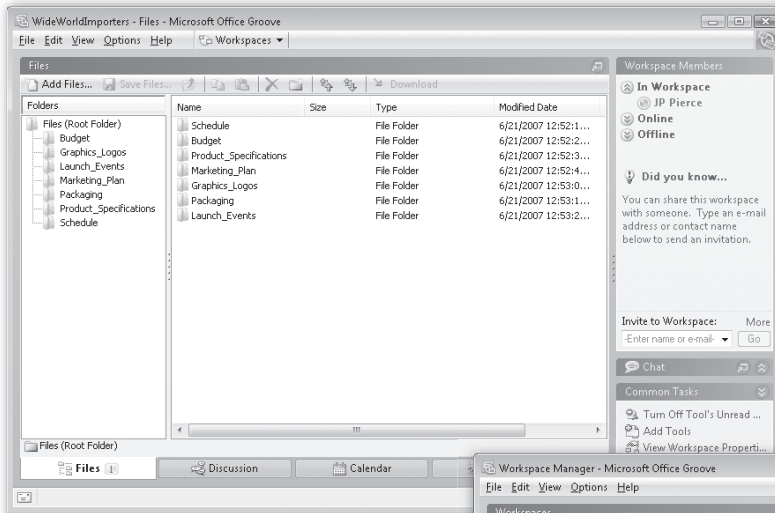 WideWorldImporters - Files - Microsoft Office Groove
File Edit View Options Help Workspaces
Files
Add Files... Save Files... Download
Folders
Files (Root Folder)
Budget
Graphics_Logos
Launch_Events
Marketing_Plan
Packaging
Product_Specifications
Schedule
Name Size Type Modified Date
Schedule File Folder 6/21/2007 12:52:1...
Budget File Folder 6/21/2007 12:52:2...
Product_Specifications File Folder 6/21/2007 12:52:3...
Marketing_Plan File Folder 6/21/2007 12:52:4...
Graphics_Logos File Folder 6/21/2007 12:53:0...
Packaging File Folder 6/21/2007 12:53:1...
Launch_Events File Folder 6/21/2007 12:53:2...
Files (Root Folder)
Files 1 Discussion Calendar
Workspace Members
In Workspace
JP Pierce
Online
Offline
Did you know...
You can share this workspace
with someone. Type an e-mail
address or contact name
below to send an invitation.
Invite to Workspace: More
-Enter name or e-mail- Go
Chat
Common Tasks
Turn Off Tool's Unread ...
Add Tools
View Workspace Properti...
Workspace Manager - Microsoft Office Groove
File Edit View Options Help
Workspaces